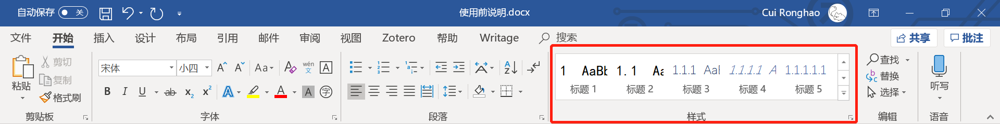 自动保存 关 使用前说明.docx Cui Ronghao
文件 开始 插入 设计 布局 引用 邮件 审阅 视图 Zotero 帮助 Writage 搜索 共享 批注
粘贴
剪切
复制
格式刷
剪贴板
宋体 小四 A A Aa A wén 文 A
B I U ab x2 x2 A A A 字
字体
段落
1 AaBb 1.1 Aa 1.1.1 AaB 1.1.1.1 A 1.1.1.1.1
标题 1 标题 2 标题 3 标题 4 标题 5
样式
查找
替换
选择
编辑
听写
语音